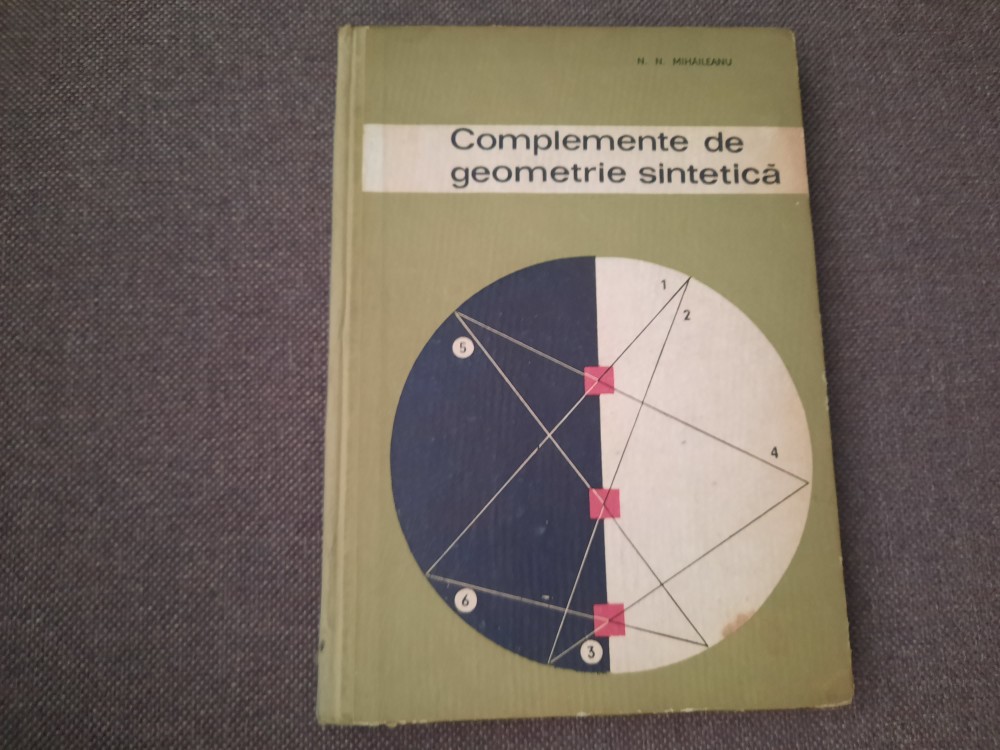 N. N. MIHĂILEANU
Complemente de
geometrie sintetică
1
2
5
4
6
3